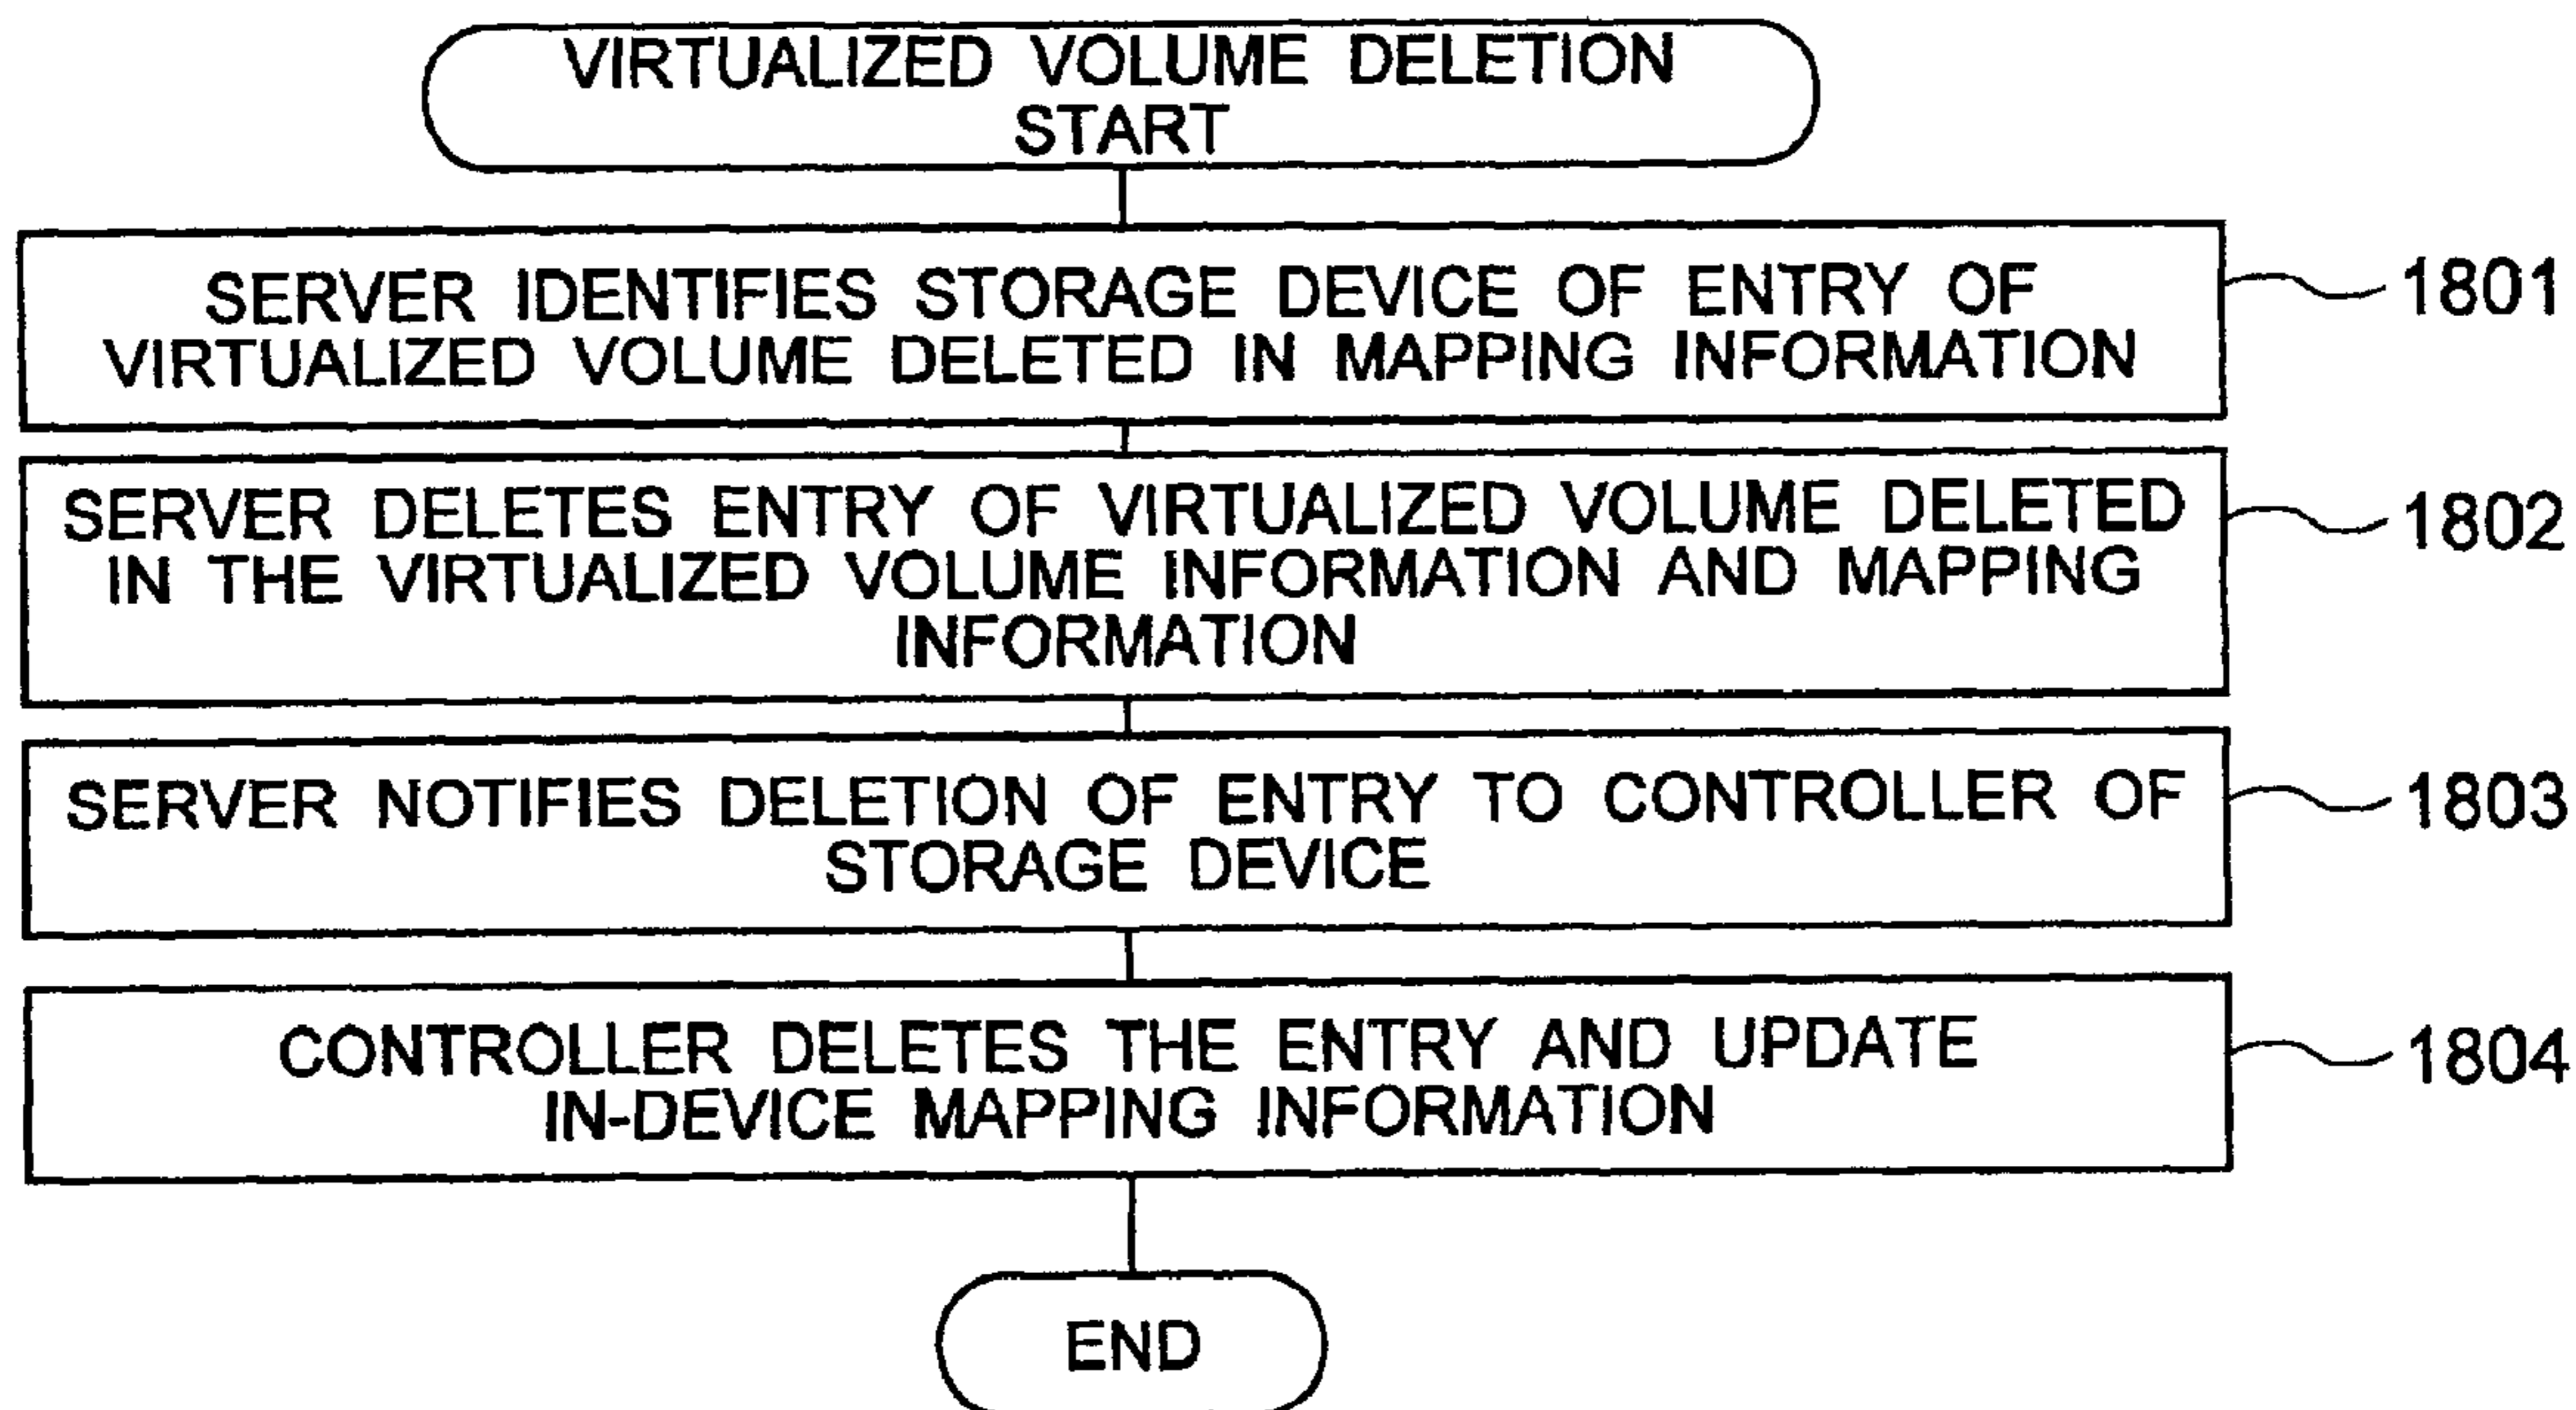 VIRTUALIZED VOLUME DELETION
START
SERVER IDENTIFIES STORAGE DEVICE OF ENTRY OF
VIRTUALIZED VOLUME DELETED IN MAPPING INFORMATION
1801
SERVER DELETES ENTRY OF VIRTUALIZED VOLUME DELETED
IN THE VIRTUALIZED VOLUME INFORMATION AND MAPPING
INFORMATION
1802
SERVER NOTIFIES DELETION OF ENTRY TO CONTROLLER OF
STORAGE DEVICE
1803
CONTROLLER DELETES THE ENTRY AND UPDATE
IN-DEVICE MAPPING INFORMATION
1804
END